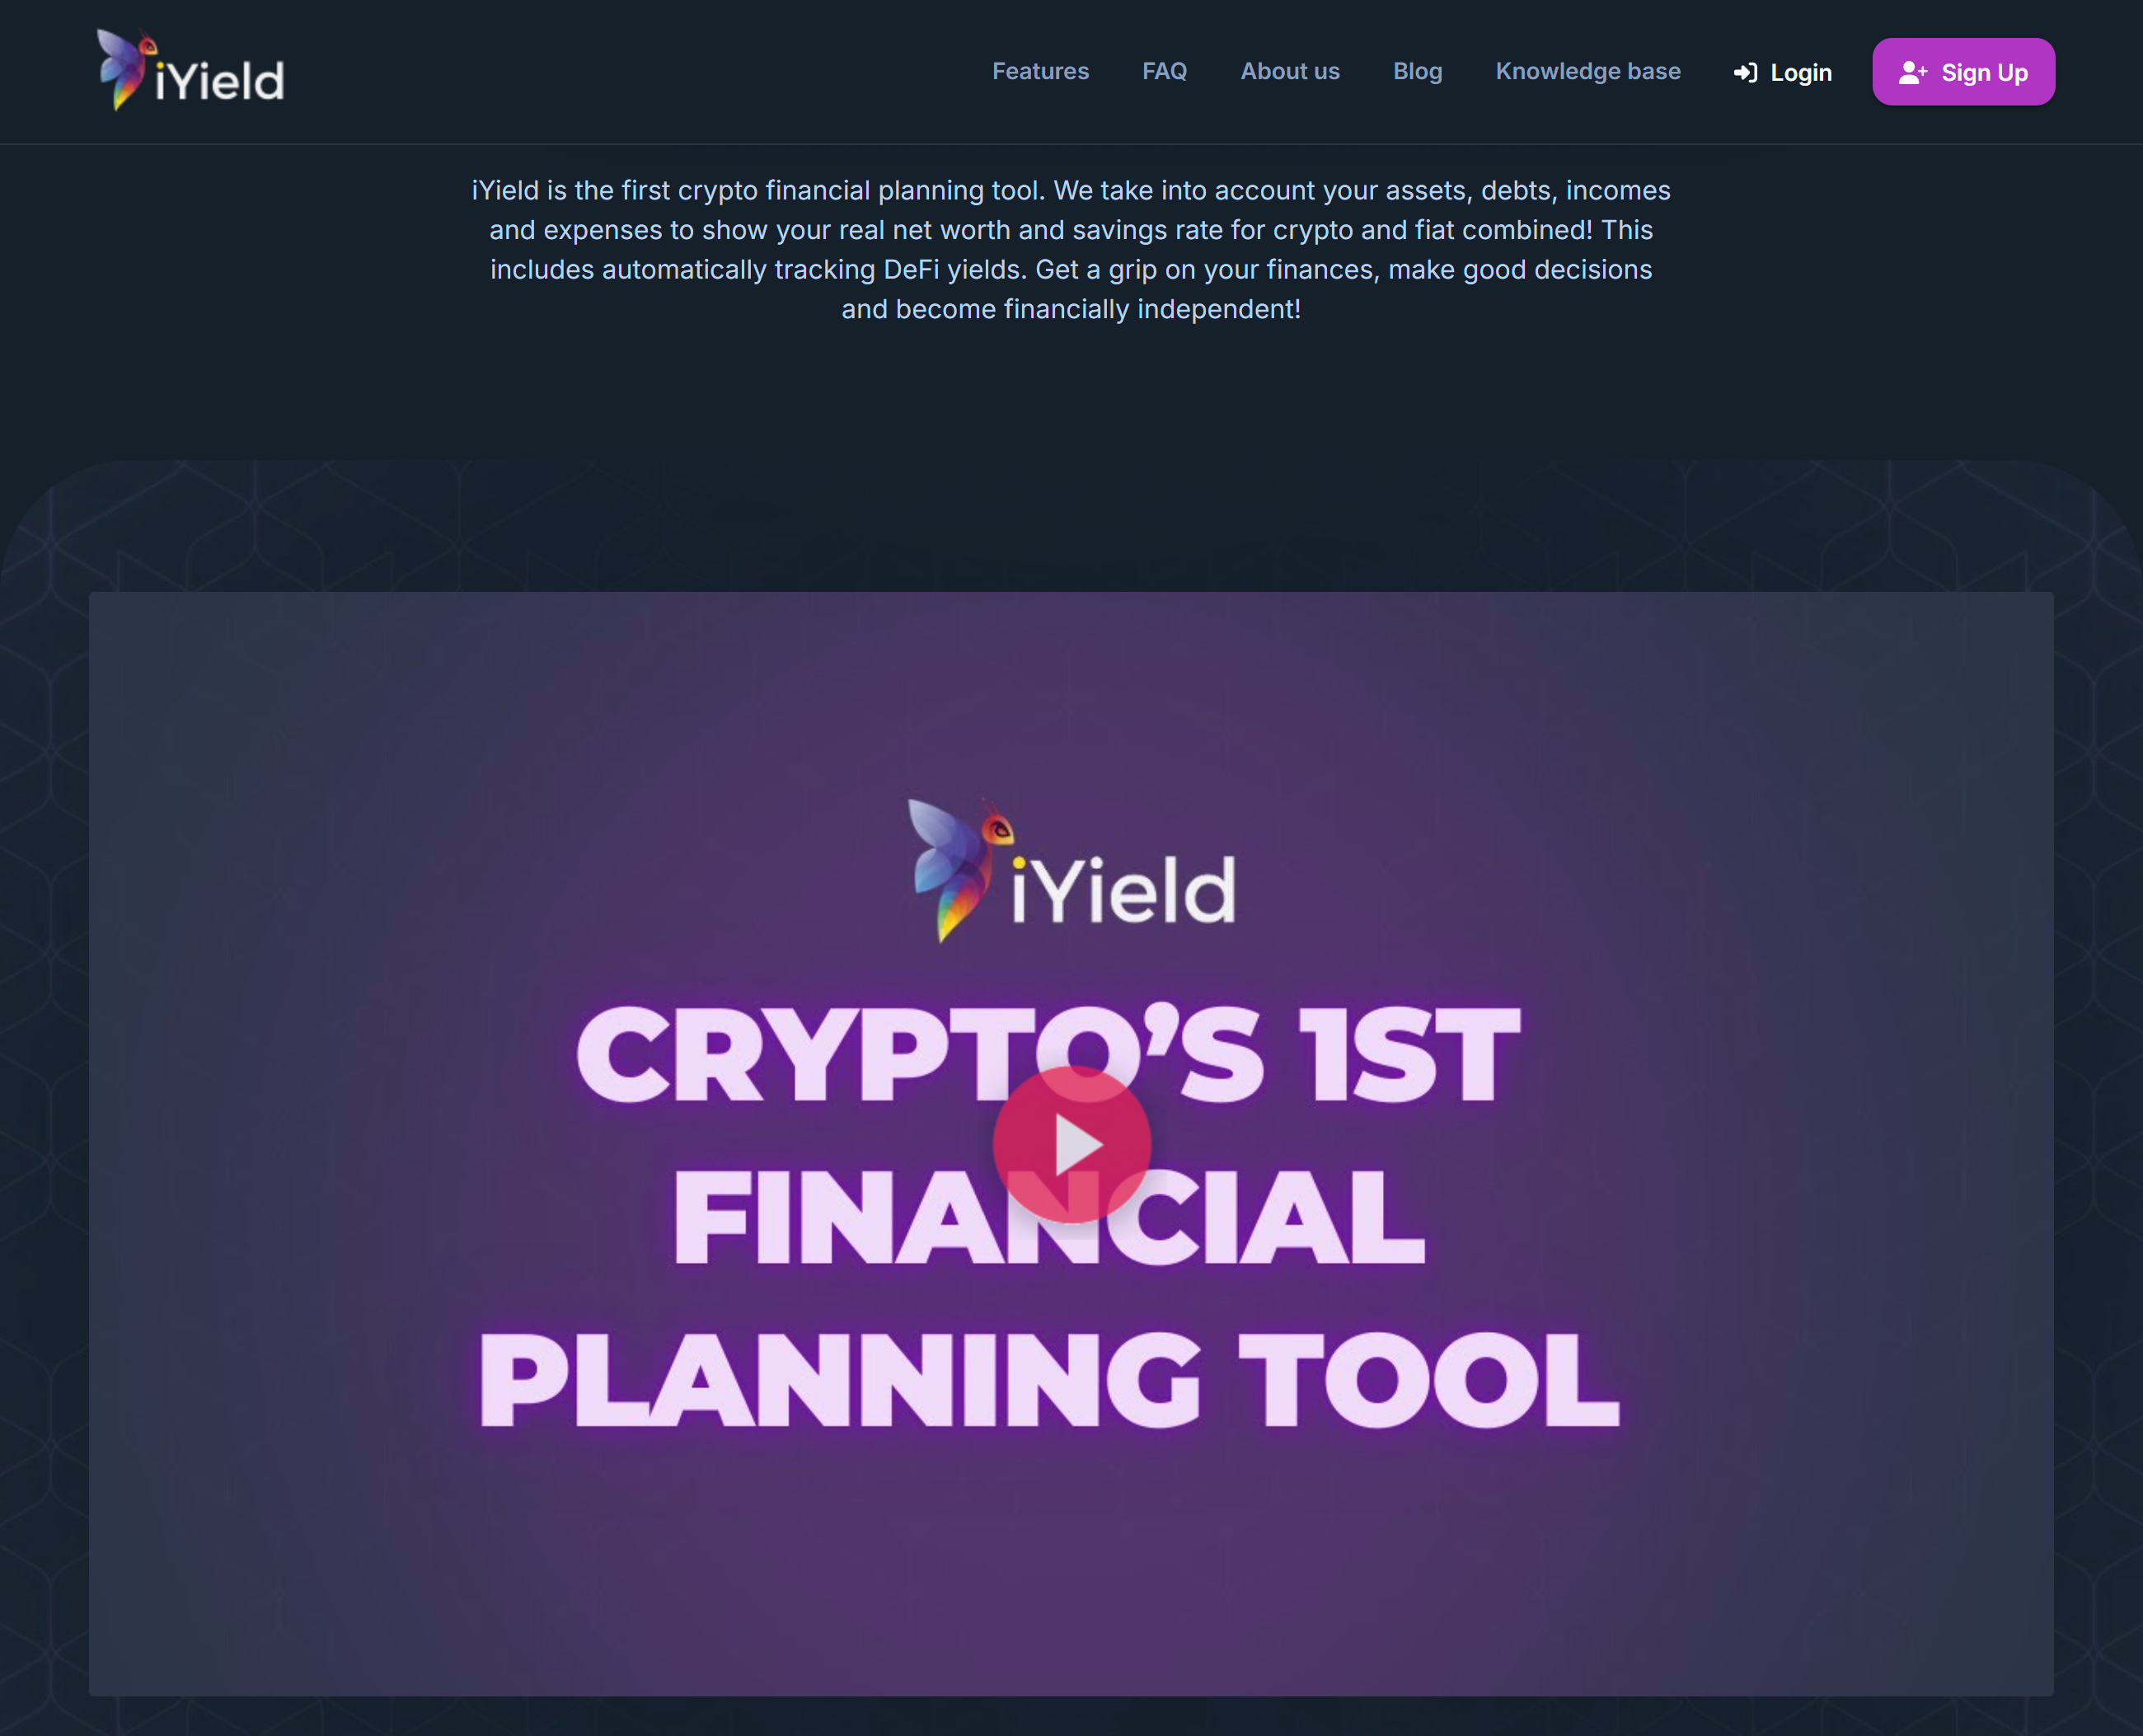 iYield
Features
FAQ
About us
Blog
Knowledge base
Login
Sign Up
iYield is the first crypto financial planning tool. We take into account your assets, debts, incomes
and expenses to show your real net worth and savings rate for crypto and fiat combined! This
includes automatically tracking DeFi yields. Get a grip on your finances, make good decisions
and become financially independent!
iYield
CRYPTO’S 1ST
FINANCIAL
PLANNING TOOL